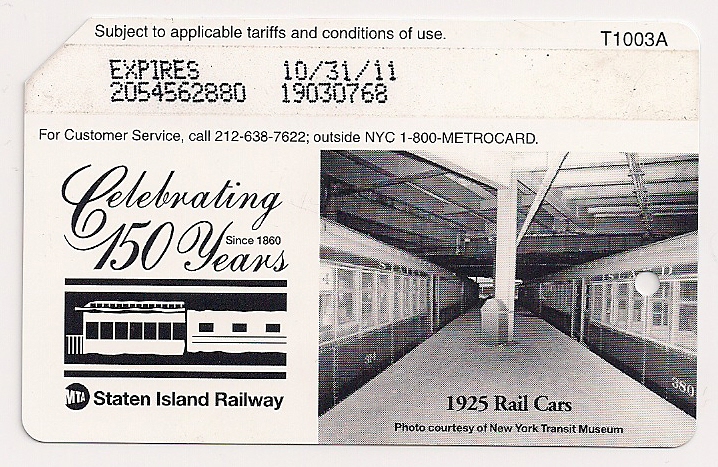 Subject to applicable tariffs and conditions of use.
T1003A
EXPIRES 10/31/11
2054562880 19030768
For Customer Service, call 212-638-7622; outside NYC 1-800-METROCARD.
Celebrating
150 Years
Since 1860
MTA Staten Island Railway
380
1925 Rail Cars
Photo courtesy of New York Transit Museum